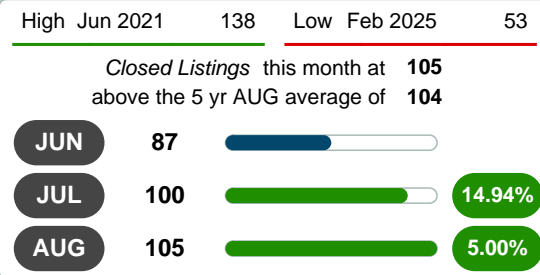 High Jun 2021 138 Low Feb 2025 53
Closed Listings this month at 105
above the 5 yr AUG average of 104
JUN 87
JUL 100 14.94%
AUG 105 5.00%